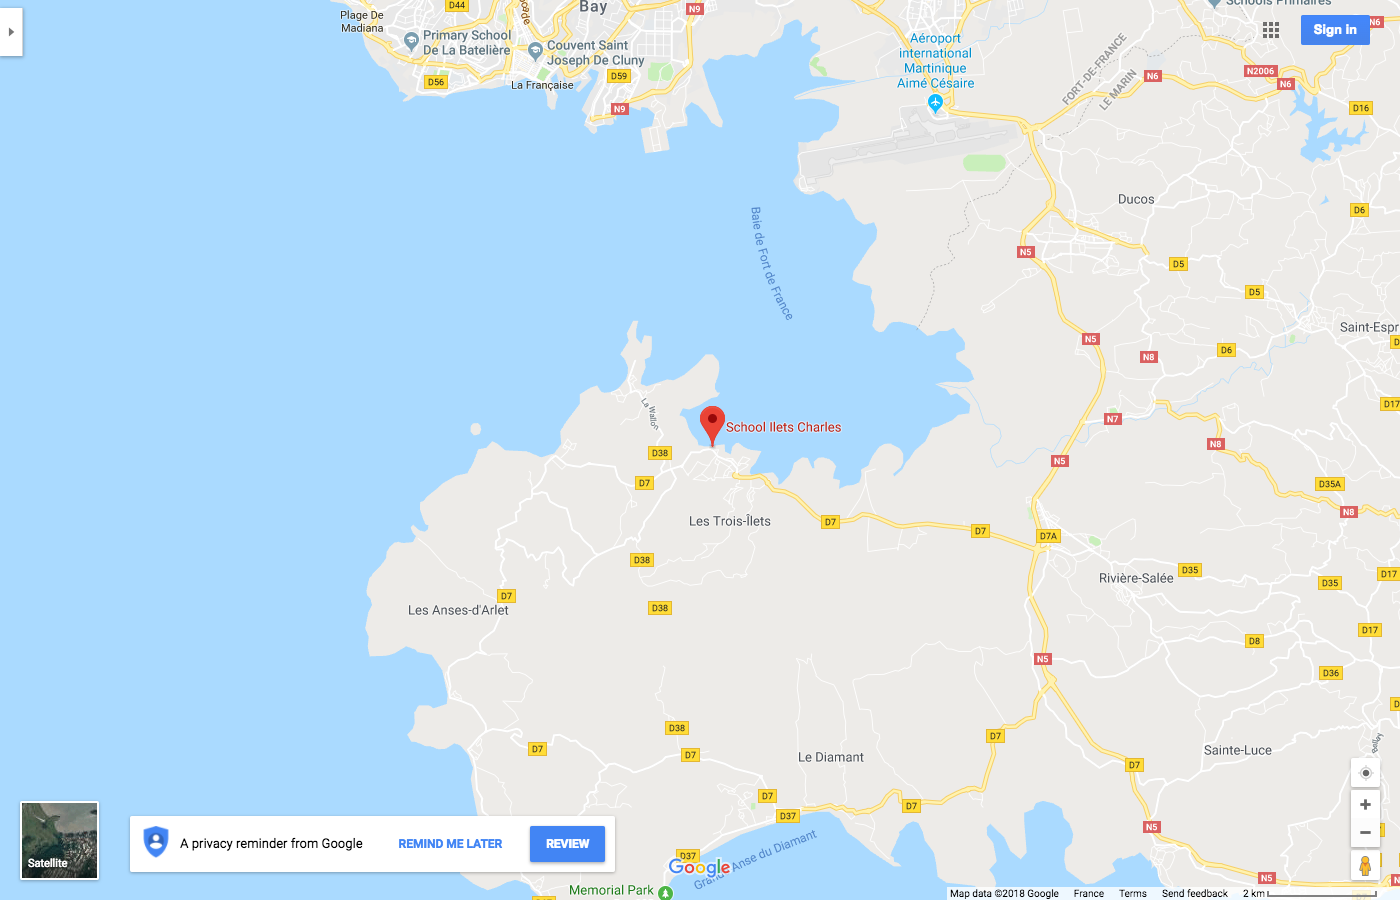 D44
Bay
N9
Plage De
Madiana
Primary School
De La Batelière
Couvent Saint
Joseph De Cluny
D56
D59
La Française
N9
Aéroport
international
Martinique
Aimé Césaire
FORT-DE-FRANCE
LE MARIN
N6
N2006
N6
N6
Schools Primaires
Sign in
D16
Ducos
D6
N5
D5
D5
Baie de Fort de France
Saint-Espr
N5
N8
D6
D
D17
N7
N8
La Wallon
School Ilets Charles
D38
D7
N5
D35A
N8
Les Trois-Îlets
D7
D7
D7A
D38
D7
D38
Les Anses-d'Arlet
Rivière-Salée
D35
D35
D17
D17
D8
N5
D36
D
D38
D7
D7
D7
Le Diamant
Sainte-Luce
D7
D7
D37
D7
N5
D37
Grande Anse du Diamant
N5
N
D7
Memorial Park
Satellite
A privacy reminder from Google
REMIND ME LATER
REVIEW
Google
Map data ©2018 Google
France
Terms
Send feedback
2 km